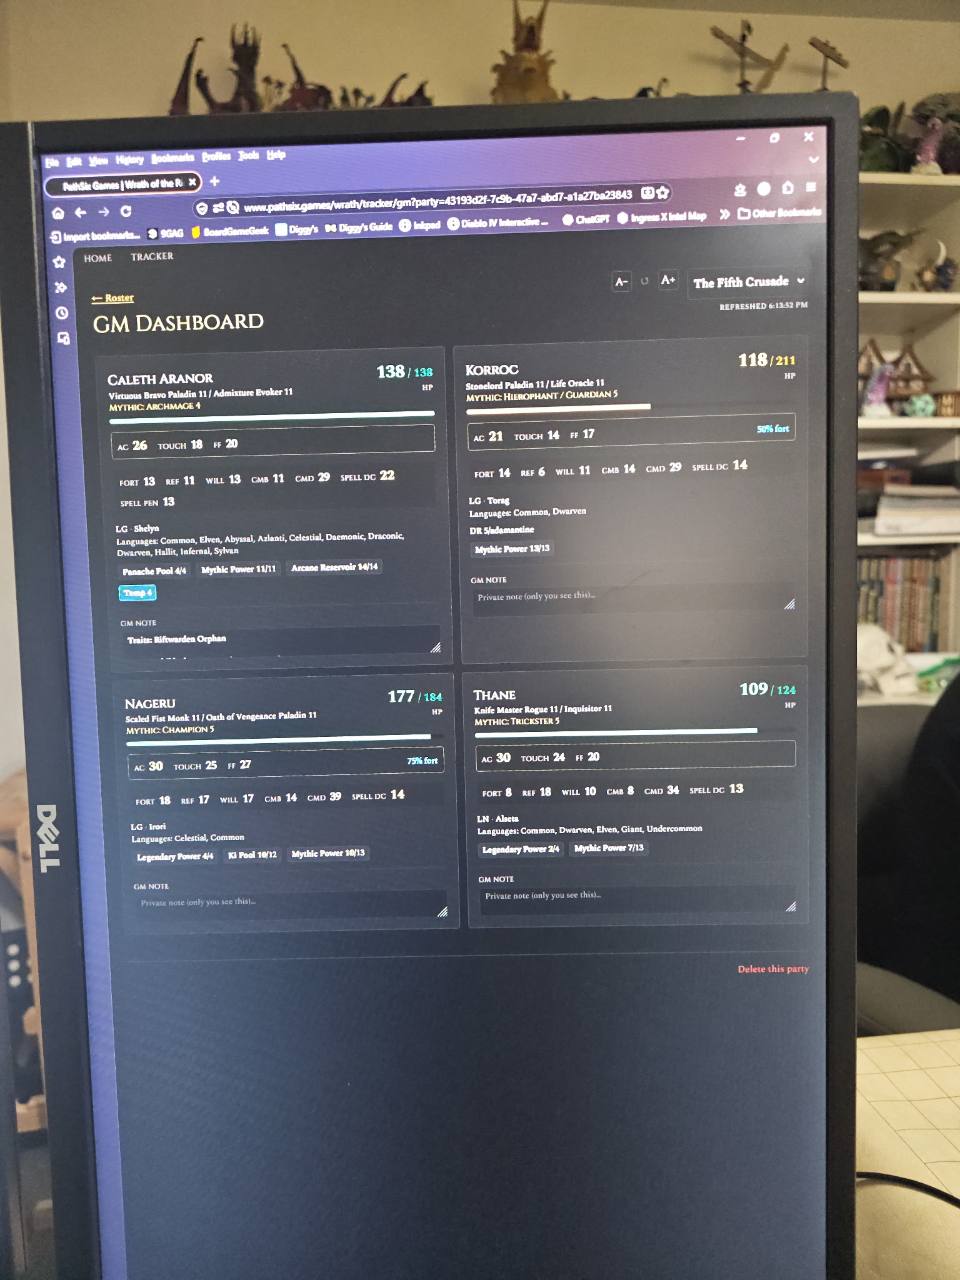 File Edit View History Bookmarks Profiles Tools Help
PathSix Games | Wrath of the Ri
www.pathsix.games/wrath/tracker/gm?party=43193d2f-7c9b-47a7-abd7-a1a27ba23843
Import bookmarks... 9GAG BoardGameGeek Diggy's Diggy's Guide Inkpad Diablo IV Interactive ... ChatGPT Ingress X Intel Map Other Bookmarks
HOME TRACKER
← Roster
A- A+ The Fifth Crusade
REFRESHED 6:13:52 PM
GM DASHBOARD
CALETH ARANOR 138 / 138
HP
Virtuous Bravo Paladin 11 / Admixture Evoker 11
MYTHIC: ARCHMAGE 4
AC 26 TOUCH 18 FF 20
FORT 13 REF 11 WILL 13 CMB 11 CMD 29 SPELL DC 22
SPELL PEN 13
LG · Shelyn
Languages: Common, Elven, Abyssal, Azlanti, Celestial, Daemonic, Draconic,
Dwarven, Hallit, Infernal, Sylvan
Panache Pool 4/4 Mythic Power 11/11 Arcane Reservoir 14/14
Temp 4
GM NOTE
Traits: Riftwarden Orphan
KORROC 118 / 211
HP
Stonelord Paladin 11 / Life Oracle 11
MYTHIC: HIEROPHANT / GUARDIAN 5
AC 21 TOUCH 14 FF 17 50% fort
FORT 14 REF 6 WILL 11 CMB 14 CMD 29 SPELL DC 14
LG · Torag
Languages: Common, Dwarven
DR 5/adamantine
Mythic Power 13/13
GM NOTE
Private note (only you see this)...
NAGERU 177 / 184
HP
Scaled Fist Monk 11 / Oath of Vengeance Paladin 11
MYTHIC: CHAMPION 5
AC 30 TOUCH 25 FF 27 75% fort
FORT 18 REF 17 WILL 17 CMB 14 CMD 39 SPELL DC 14
LG · Irori
Languages: Celestial, Common
Legendary Power 4/4 Ki Pool 10/12 Mythic Power 10/13
GM NOTE
Private note (only you see this)...
THANE 109 / 124
HP
Knife Master Rogue 11 / Inquisitor 11
MYTHIC: TRICKSTER 5
AC 30 TOUCH 24 FF 20
FORT 8 REF 18 WILL 10 CMB 8 CMD 34 SPELL DC 13
LN · Alseta
Languages: Common, Dwarven, Elven, Giant, Undercommon
Legendary Power 2/4 Mythic Power 7/13
GM NOTE
Private note (only you see this)...
Delete this party
DELL